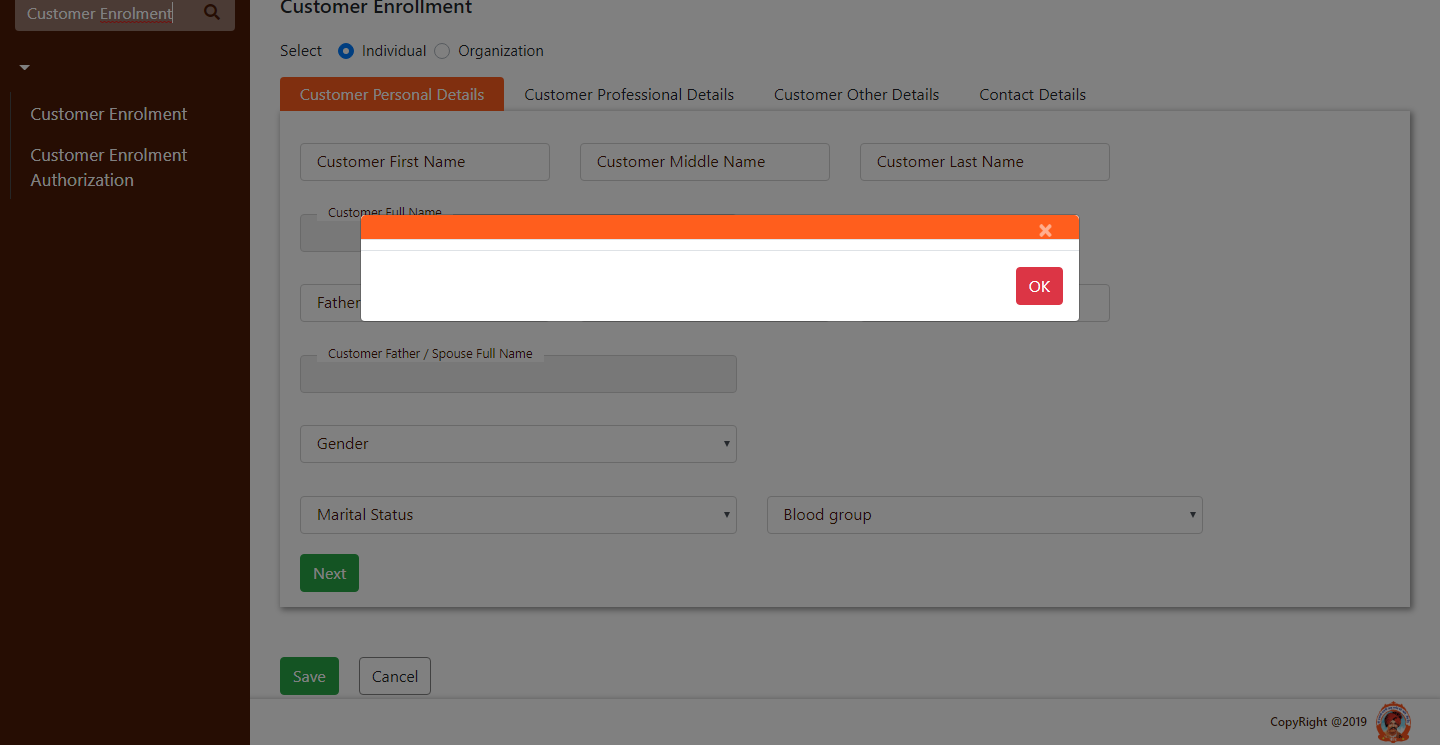 Customer Enrolment
Customer Enrollment
Select Individual Organization
Customer Personal Details Customer Professional Details Customer Other Details Contact Details
Customer Enrolment
Customer Enrolment
Authorization
Customer First Name Customer Middle Name Customer Last Name
Customer Full Name
×
OK
Father
Customer Father / Spouse Full Name
Gender
Marital Status Blood group
Next
Save Cancel
CopyRight @2019